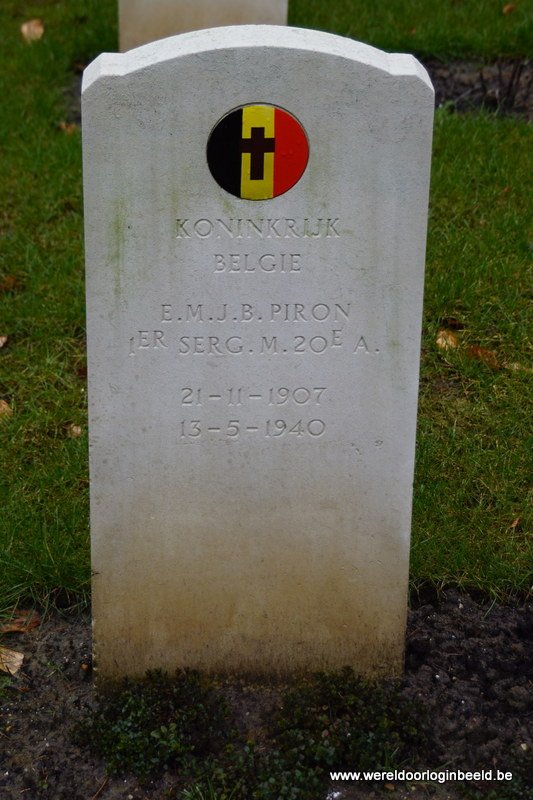 KONINKRIJK
BELGIE
E.M.J.B. PIRON
1ER SERG. M. 20E A.
21-11-1907
13-5-1940
www.wereldoorloginbeeld.be